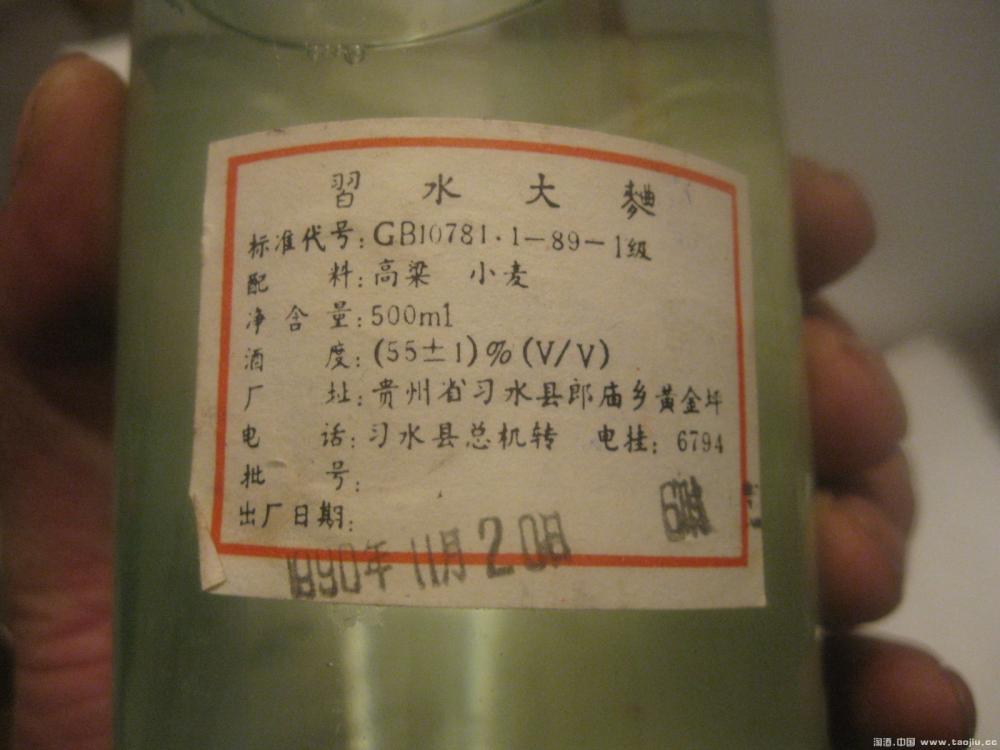 習水大麯
标准代号:GB10781·1-89-1级
配料:高粱 小麦
净含量:500ml
酒度:(55±1)%(V/V)
厂址:贵州省习水县郎庙乡黄金坪
电话:习水县总机转 电挂:6794
批号:
出厂日期:
1990年11月20日
淘酒.中国 www.taojiu.cc